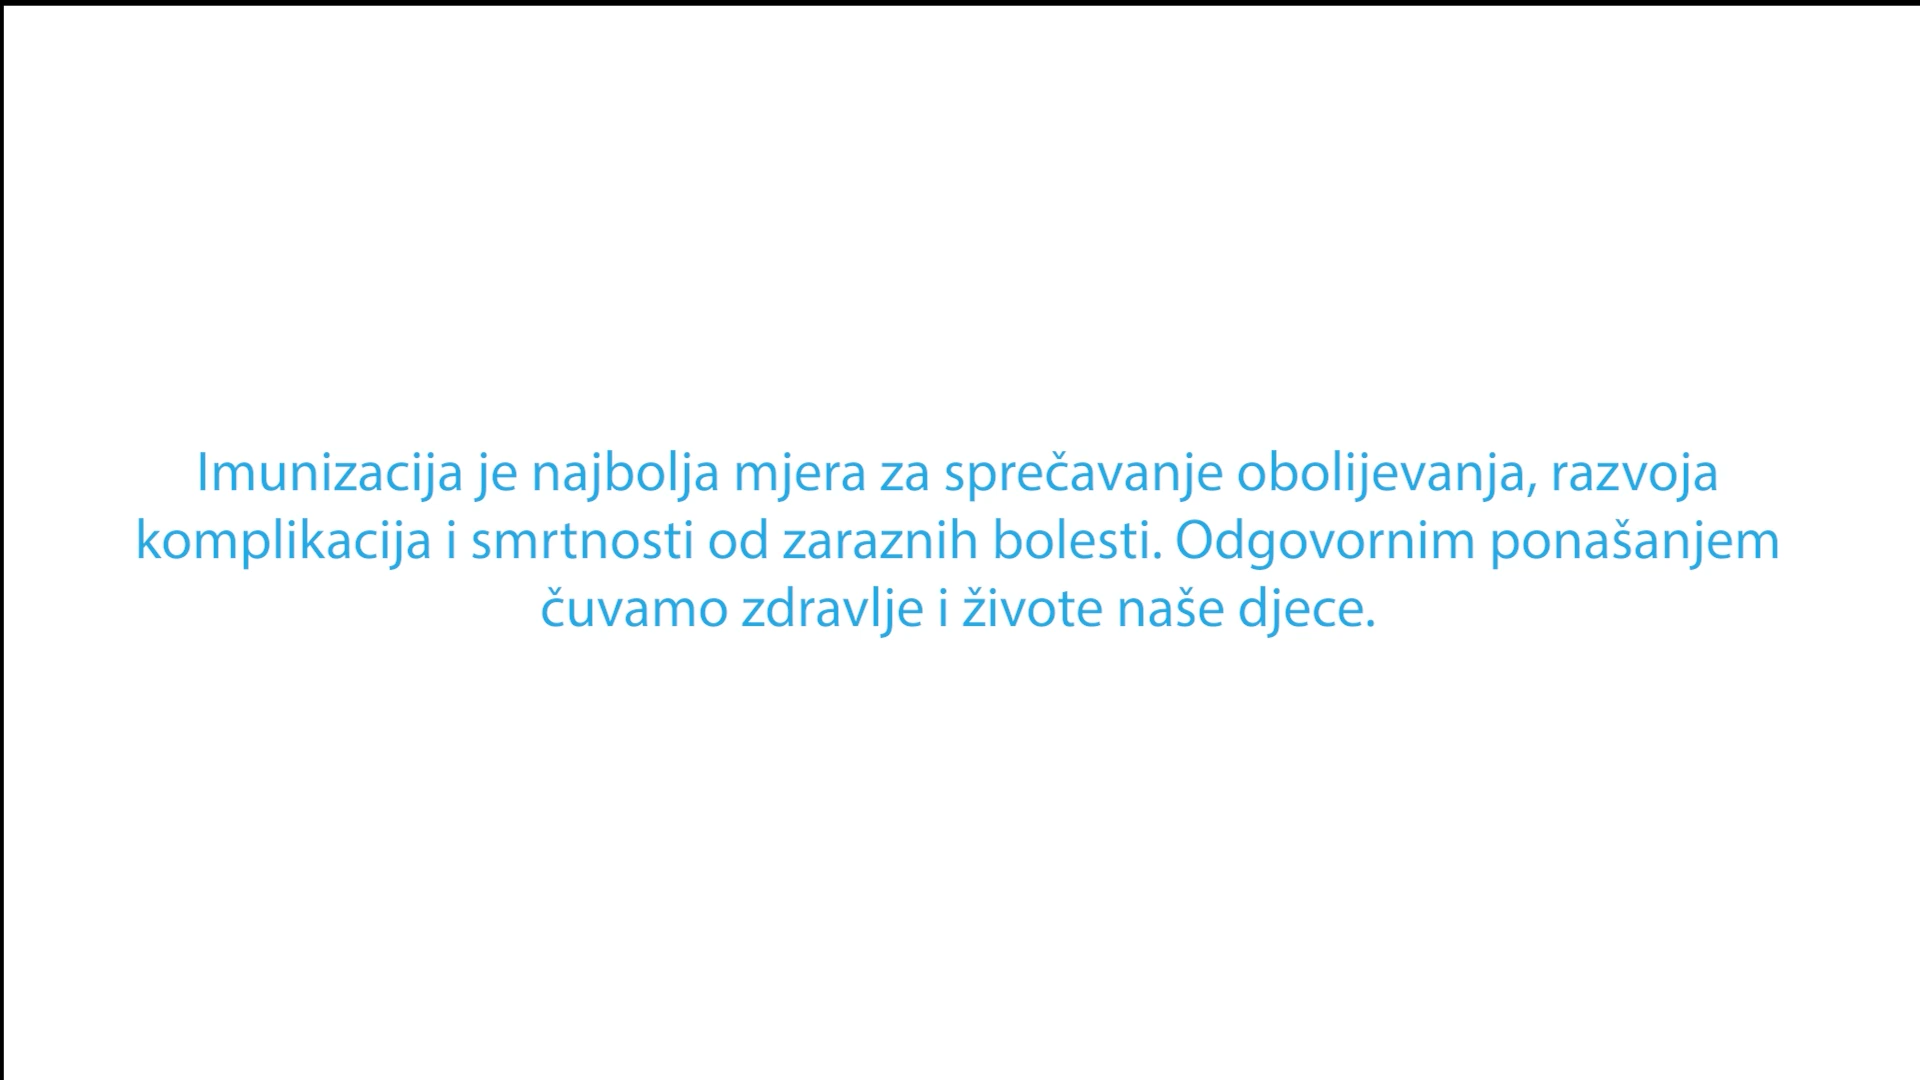 Imunizacija je najbolja mjera za sprečavanje obolijevanja, razvoja
komplikacija i smrtnosti od zaraznih bolesti. Odgovornim ponašanjem
čuvamo zdravlje i živote naše djece.